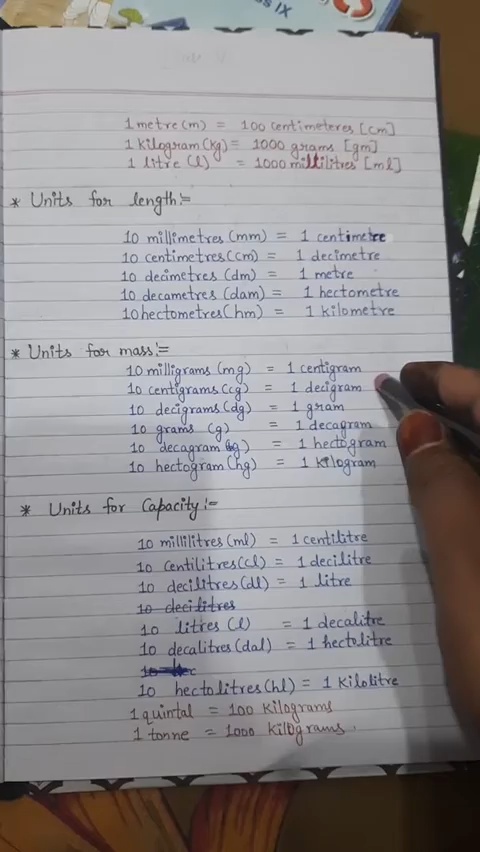 ss IX
1 metre (m) = 100 centimeteres [cm]
1 kilogram (kg) = 1000 grams [gm]
1 litre (l) = 1000 millilitres [ml]
* Units for length:=
10 millimetres (mm) = 1 centimetre
10 centimetres (cm) = 1 decimetre
10 decimetres (dm) = 1 metre
10 decametres (dam) = 1 hectometre
10 hectometres (hm) = 1 kilometre
* Units for mass:=
10 milligrams (mg) = 1 centigram
10 centigrams (cg) = 1 decigram
10 decigrams (dg) = 1 gram
10 grams (g) = 1 decagram
10 decagram = 1 hectogram
10 hectogram (hg) = 1 kilogram
* Units for Capacity:-
10 millilitres (ml) = 1 centilitre
10 centilitres (cl) = 1 decilitre
10 decilitres (dl) = 1 litre
10 decilitres
10 litres (l) = 1 decalitre
10 decalitres (dal) = 1 hectolitre
10 hectolitres (hl) = 1 kilolitre
1 quintal = 100 kilograms
1 tonne = 1000 kilograms.